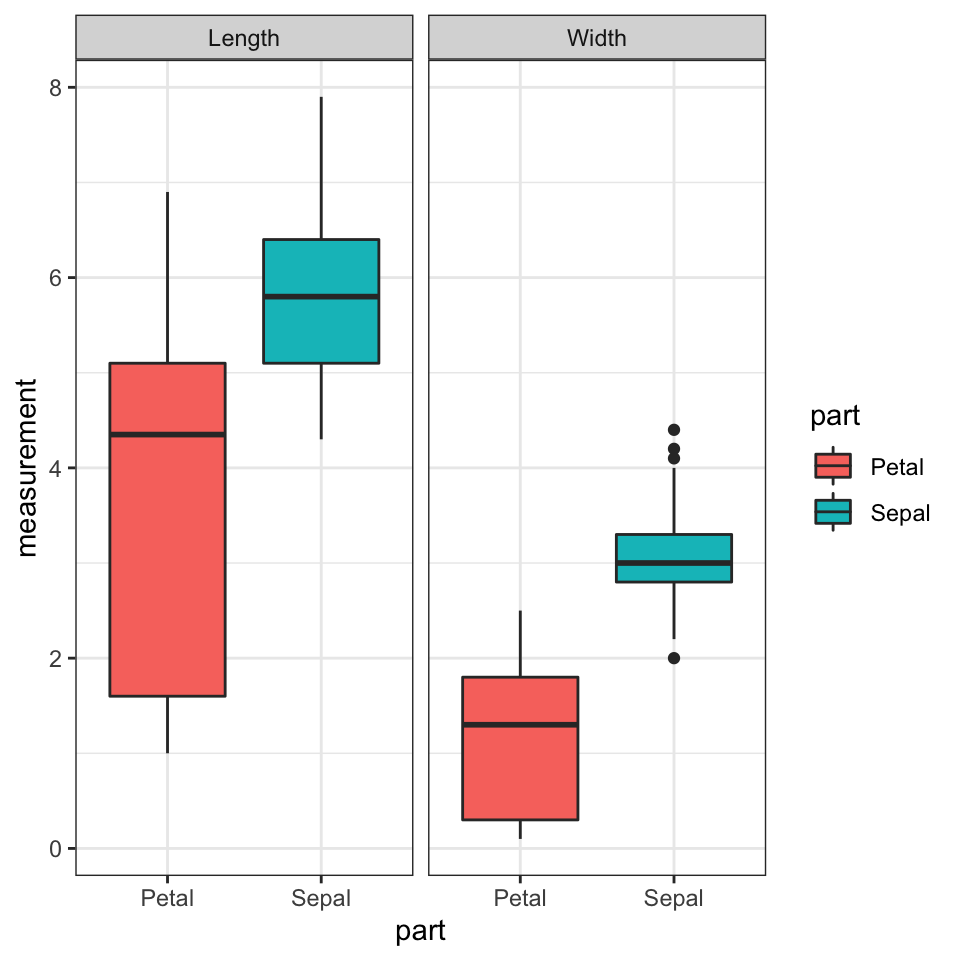 Length
Width
8
6
4
2
0
measurement
Petal
Sepal
Petal
Sepal
part
part
Petal
Sepal